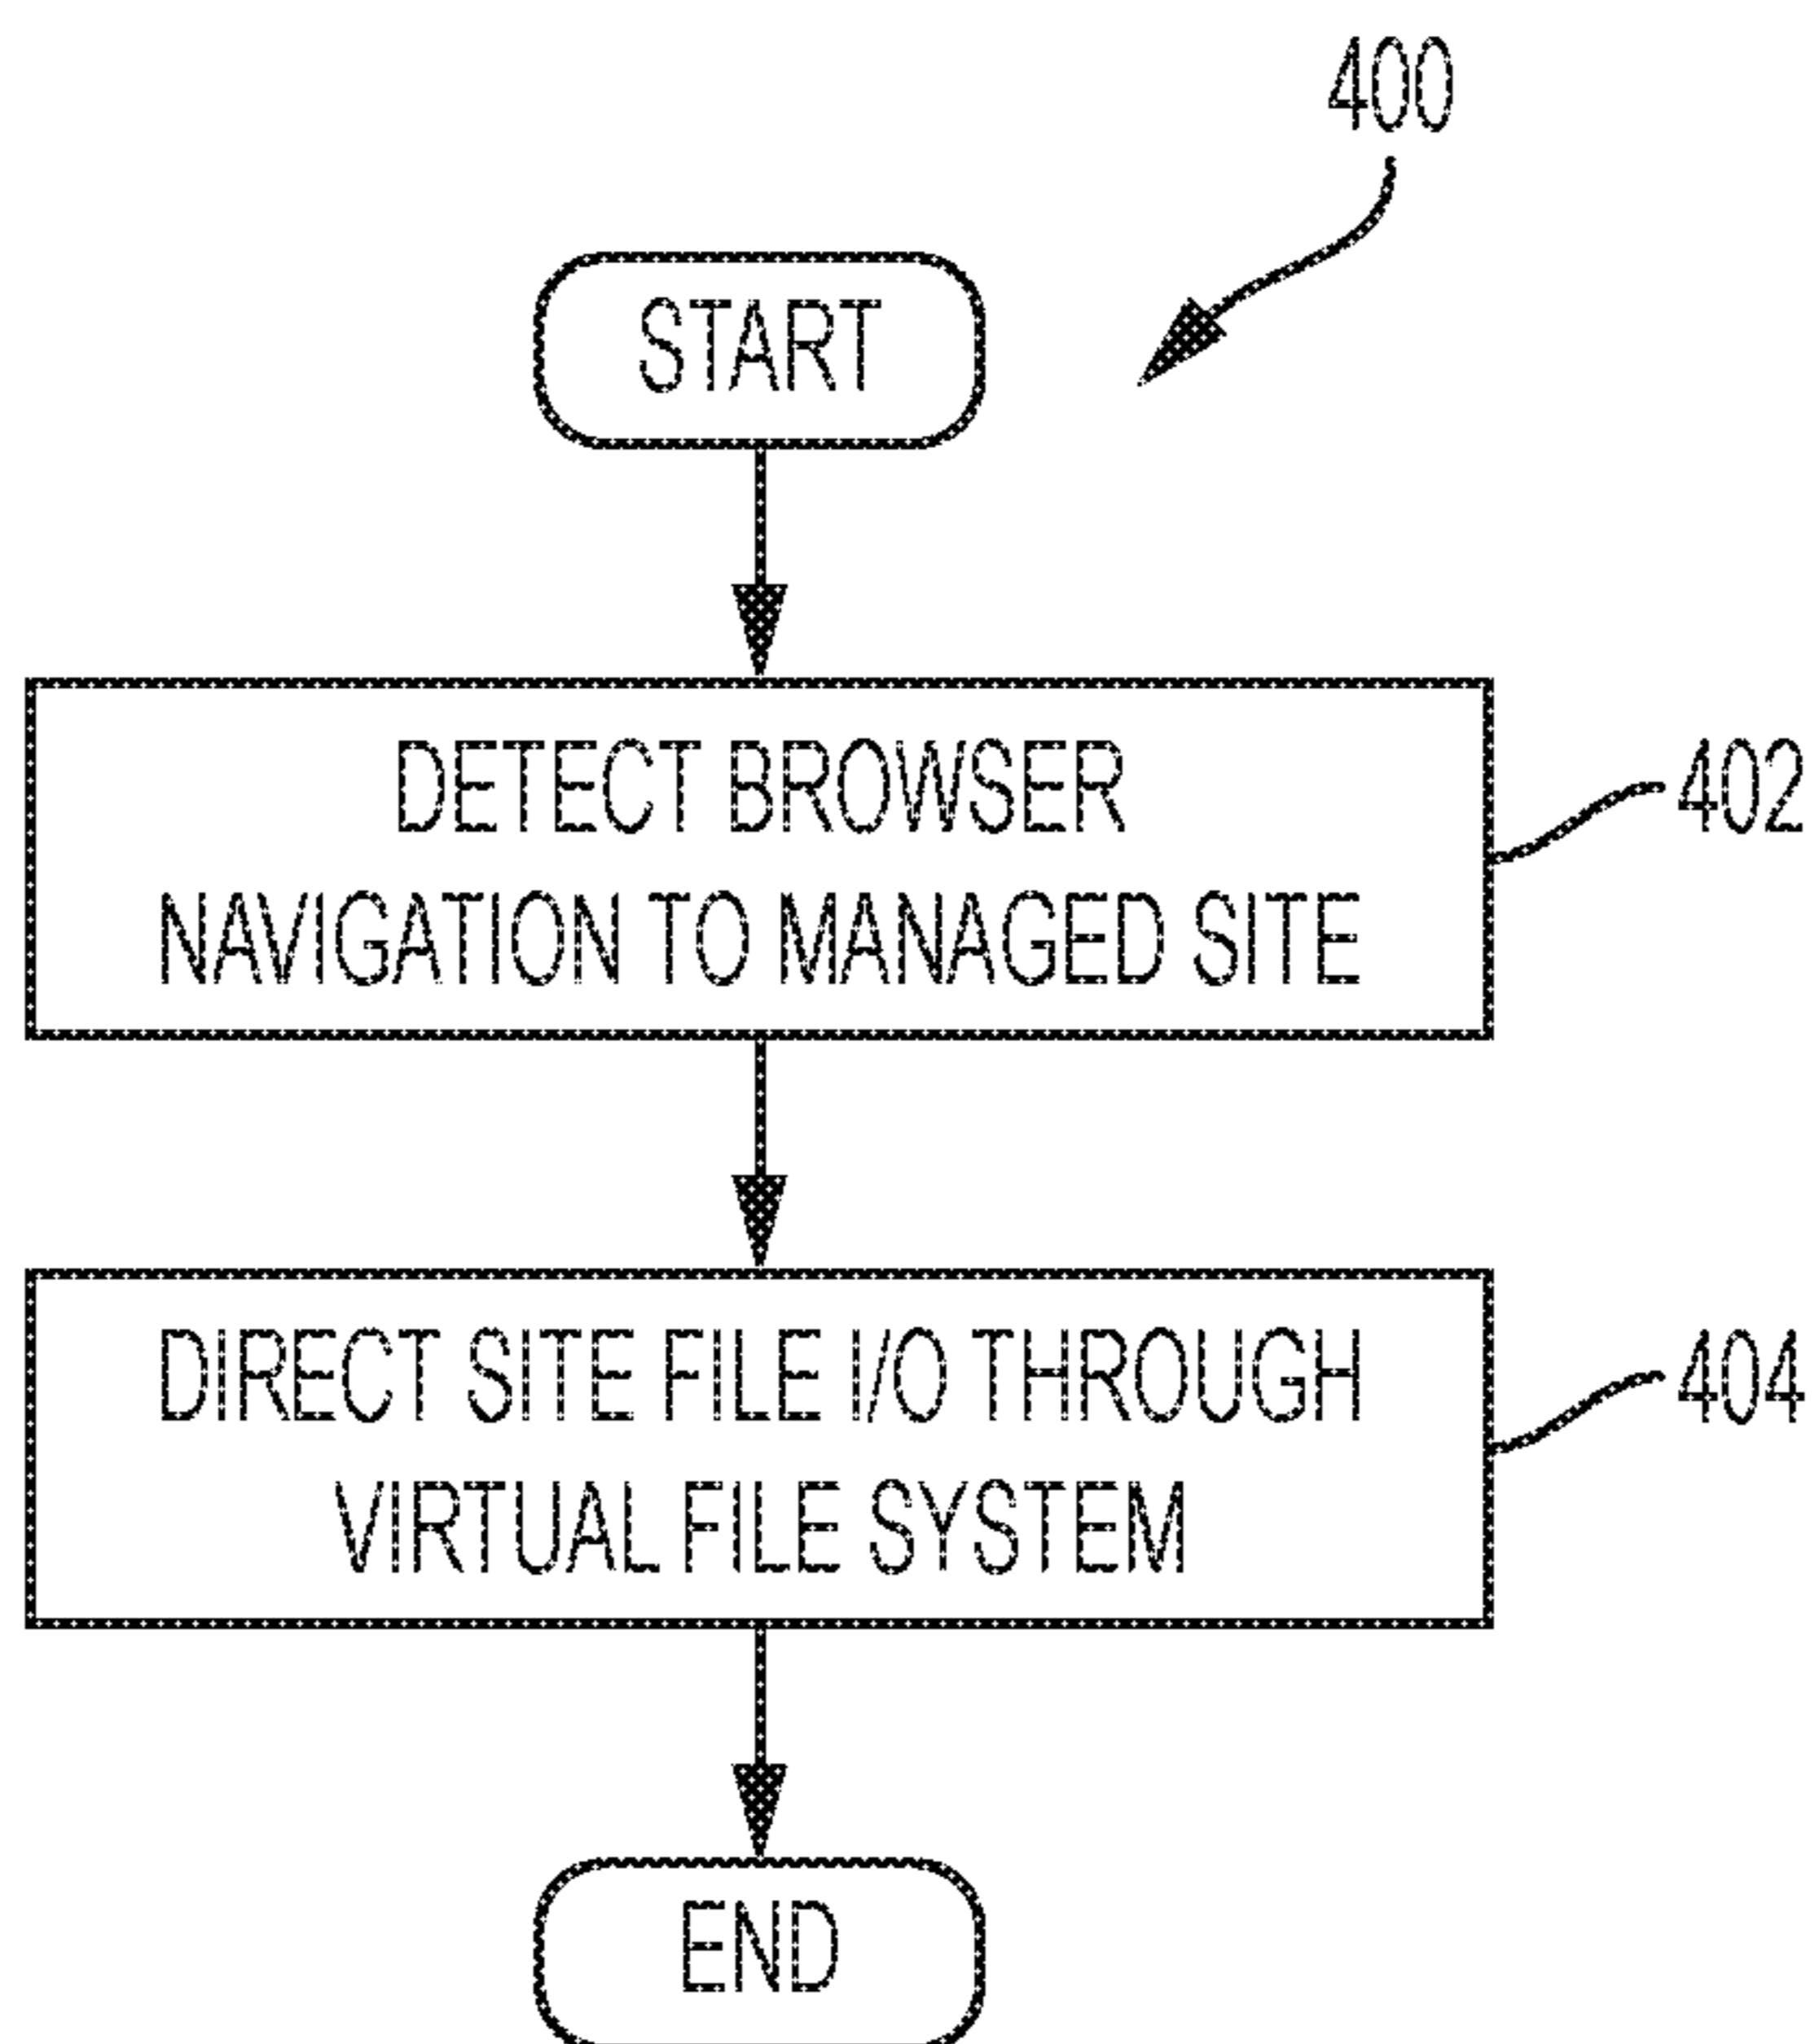 400
START
DETECT BROWSER
NAVIGATION TO MANAGED SITE
402
DIRECT SITE FILE I/O THROUGH
VIRTUAL FILE SYSTEM
404
END